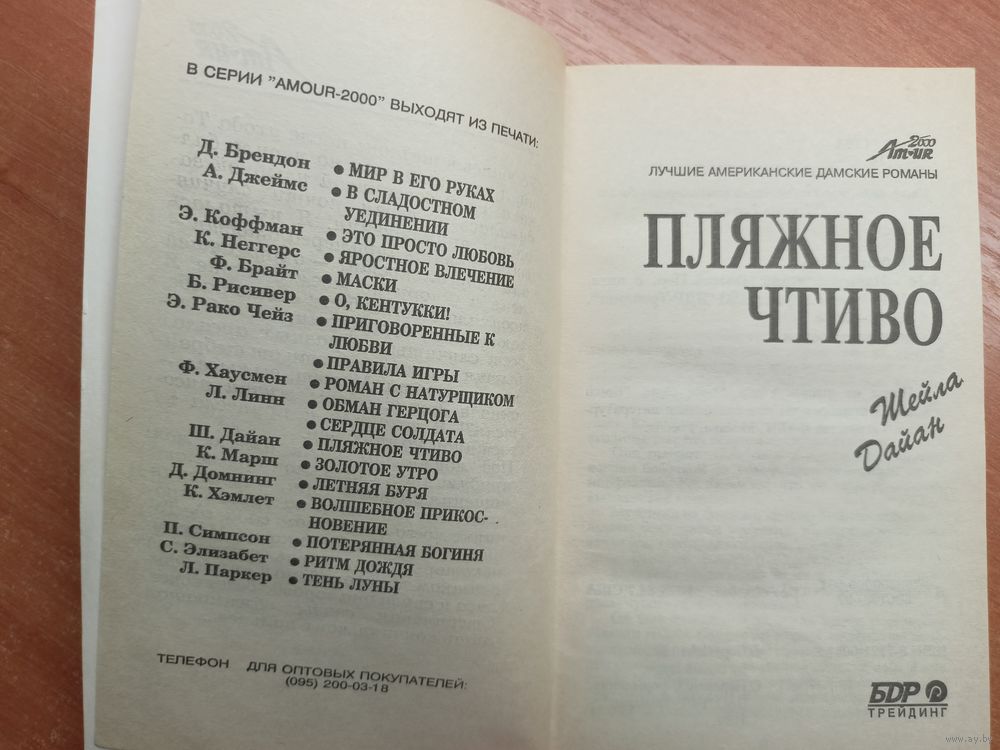 В СЕРИИ "AMOUR-2000" ВЫХОДЯТ ИЗ ПЕЧАТИ:
Д. Брендон ● МИР В ЕГО РУКАХ
А. Джеймс ● В СЛАДОСТНОМ
УЕДИНЕНИИ
Э. Коффман ● ЭТО ПРОСТО ЛЮБОВЬ
К. Неггерс ● ЯРОСТНОЕ ВЛЕЧЕНИЕ
Ф. Брайт ● МАСКИ
Б. Рисивер ● О, КЕНТУККИ!
Э. Рако Чейз ● ПРИГОВОРЕННЫЕ К
ЛЮБВИ
● ПРАВИЛА ИГРЫ
Ф. Хаусмен ● РОМАН С НАТУРЩИКОМ
Л. Линн ● ОБМАН ГЕРЦОГА
● СЕРДЦЕ СОЛДАТА
Ш. Дайан ● ПЛЯЖНОЕ ЧТИВО
К. Марш ● ЗОЛОТОЕ УТРО
Д. Домнинг ● ЛЕТНЯЯ БУРЯ
К. Хэмлет ● ВОЛШЕБНОЕ ПРИКОС-
НОВЕНИЕ
П. Симпсон ● ПОТЕРЯННАЯ БОГИНЯ
С. Элизабет ● РИТМ ДОЖДЯ
Л. Паркер ● ТЕНЬ ЛУНЫ
ТЕЛЕФОН ДЛЯ ОПТОВЫХ ПОКУПАТЕЛЕЙ:
(095) 200-03-18
2000
Amour
ЛУЧШИЕ АМЕРИКАНСКИЕ ДАМСКИЕ РОМАНЫ
ПЛЯЖНОЕ
ЧТИВО
Шейла
Дайан
БДР
ТРЕЙДИНГ
www.ay.by